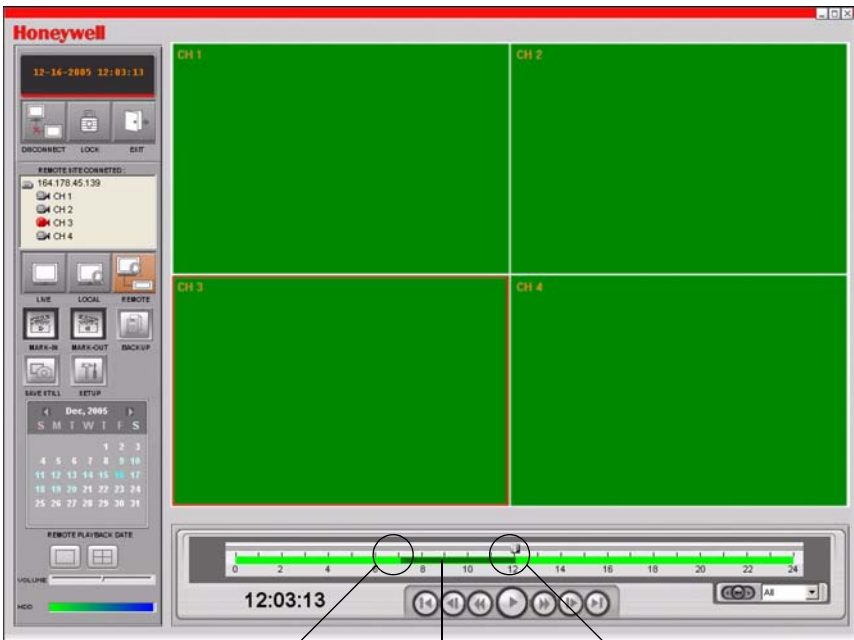 Honeywell
12-16-2005 12:03:13
DISCONNECT LOCK EXIT
REMOTE SITE CONNETED
164.178.45.139
CH 1
CH 2
CH 3
CH 4
LIVE LOCAL REMOTE
MARK-IN MARK-OUT BACKUP
SAVE STILL SETUP
Dec, 2005
S M T W T F S
1 2 3
4 5 6 7 8 9 10
11 12 13 14 15 16 17
18 19 20 21 22 23 24
25 26 27 28 29 30 31
REMOTE PLAYBACK DATE
VOLUME
HDD
CH 1
CH 2
CH 3
CH 4
0 2 4 6 8 10 12 14 16 18 20 22 24
12:03:13
All